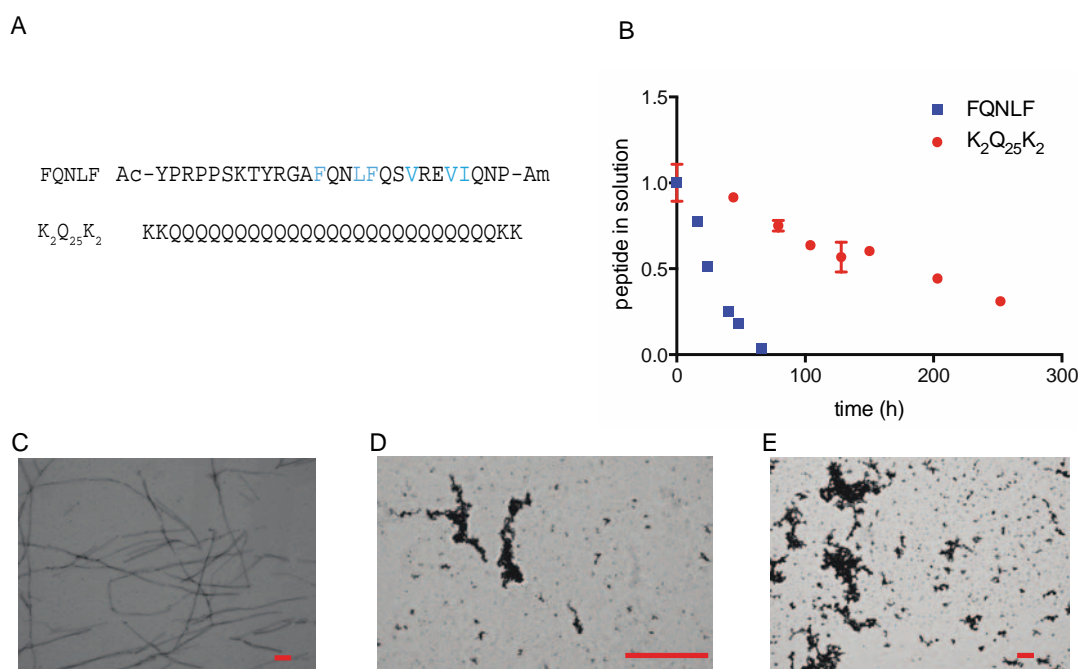 A
FQNLF Ac-YPRPPSKTYRGAFQNLFQSVREVIQNP-Am
K₂Q₂₅K₂ KKQQQQQQQQQQQQQQQQQQQQQQQQQKK
B
1.5
1.0
0.5
0.0
peptide in solution
0 100 200 300
time (h)
FQNLF
K₂Q₂₅K₂
C
D
E